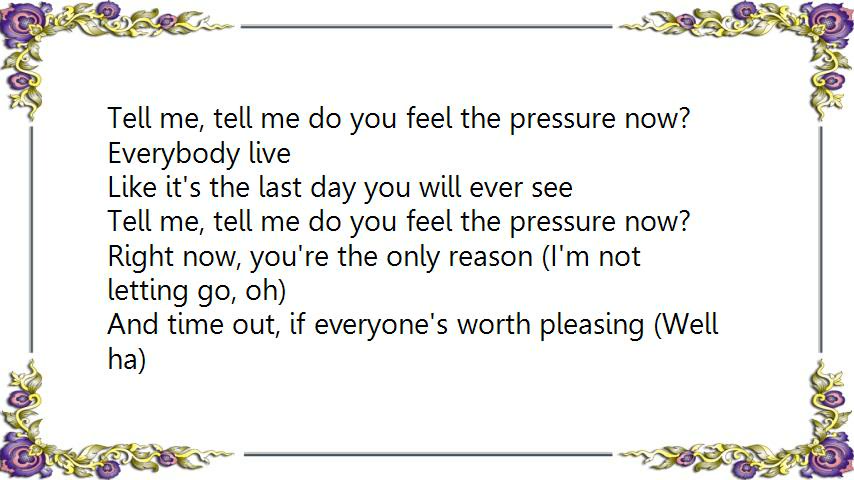 Tell me, tell me do you feel the pressure now?
Everybody live
Like it's the last day you will ever see
Tell me, tell me do you feel the pressure now?
Right now, you're the only reason (I'm not
letting go, oh)
And time out, if everyone's worth pleasing (Well
ha)